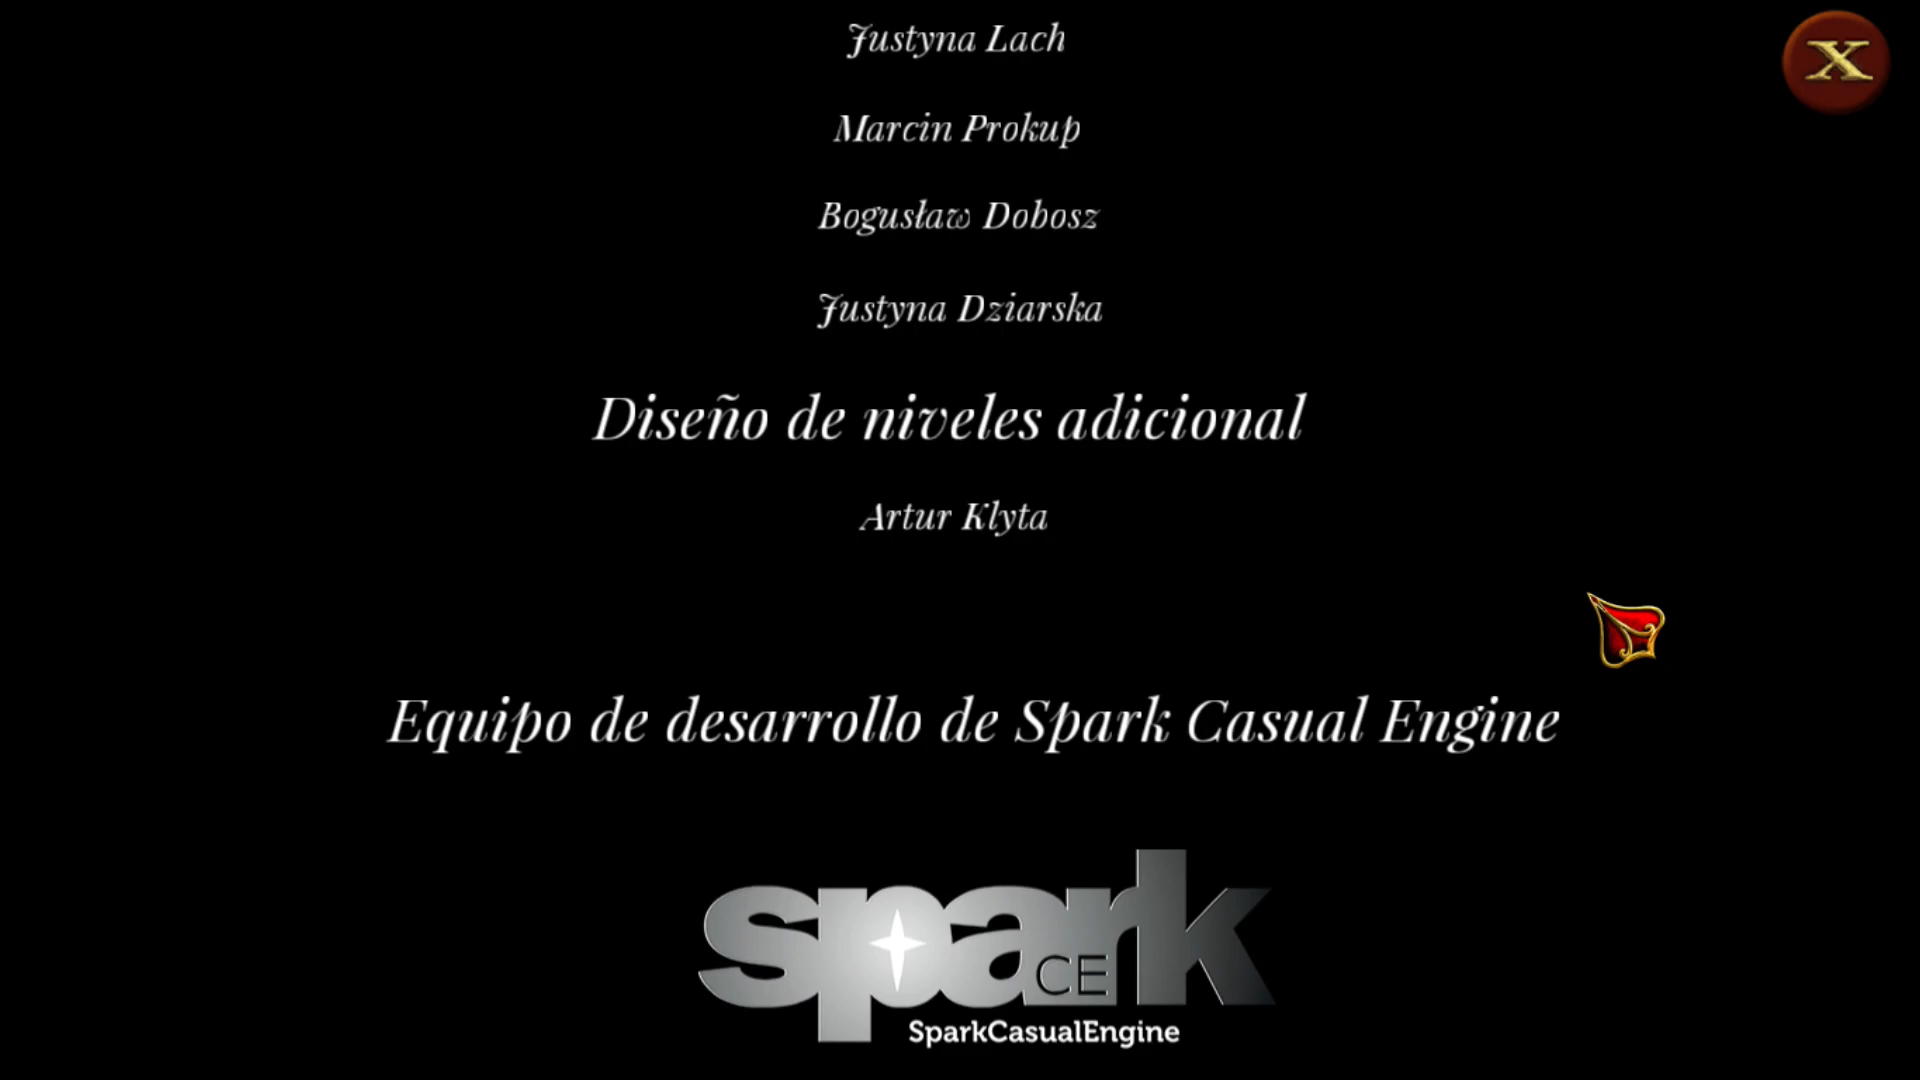 Justyna Lach
X
Marcin Prokup
Bogusław Dobosz
Justyna Dziarska
Diseño de niveles adicional
Artur Klyta
Equipo de desarrollo de Spark Casual Engine
spark
CE
SparkCasualEngine